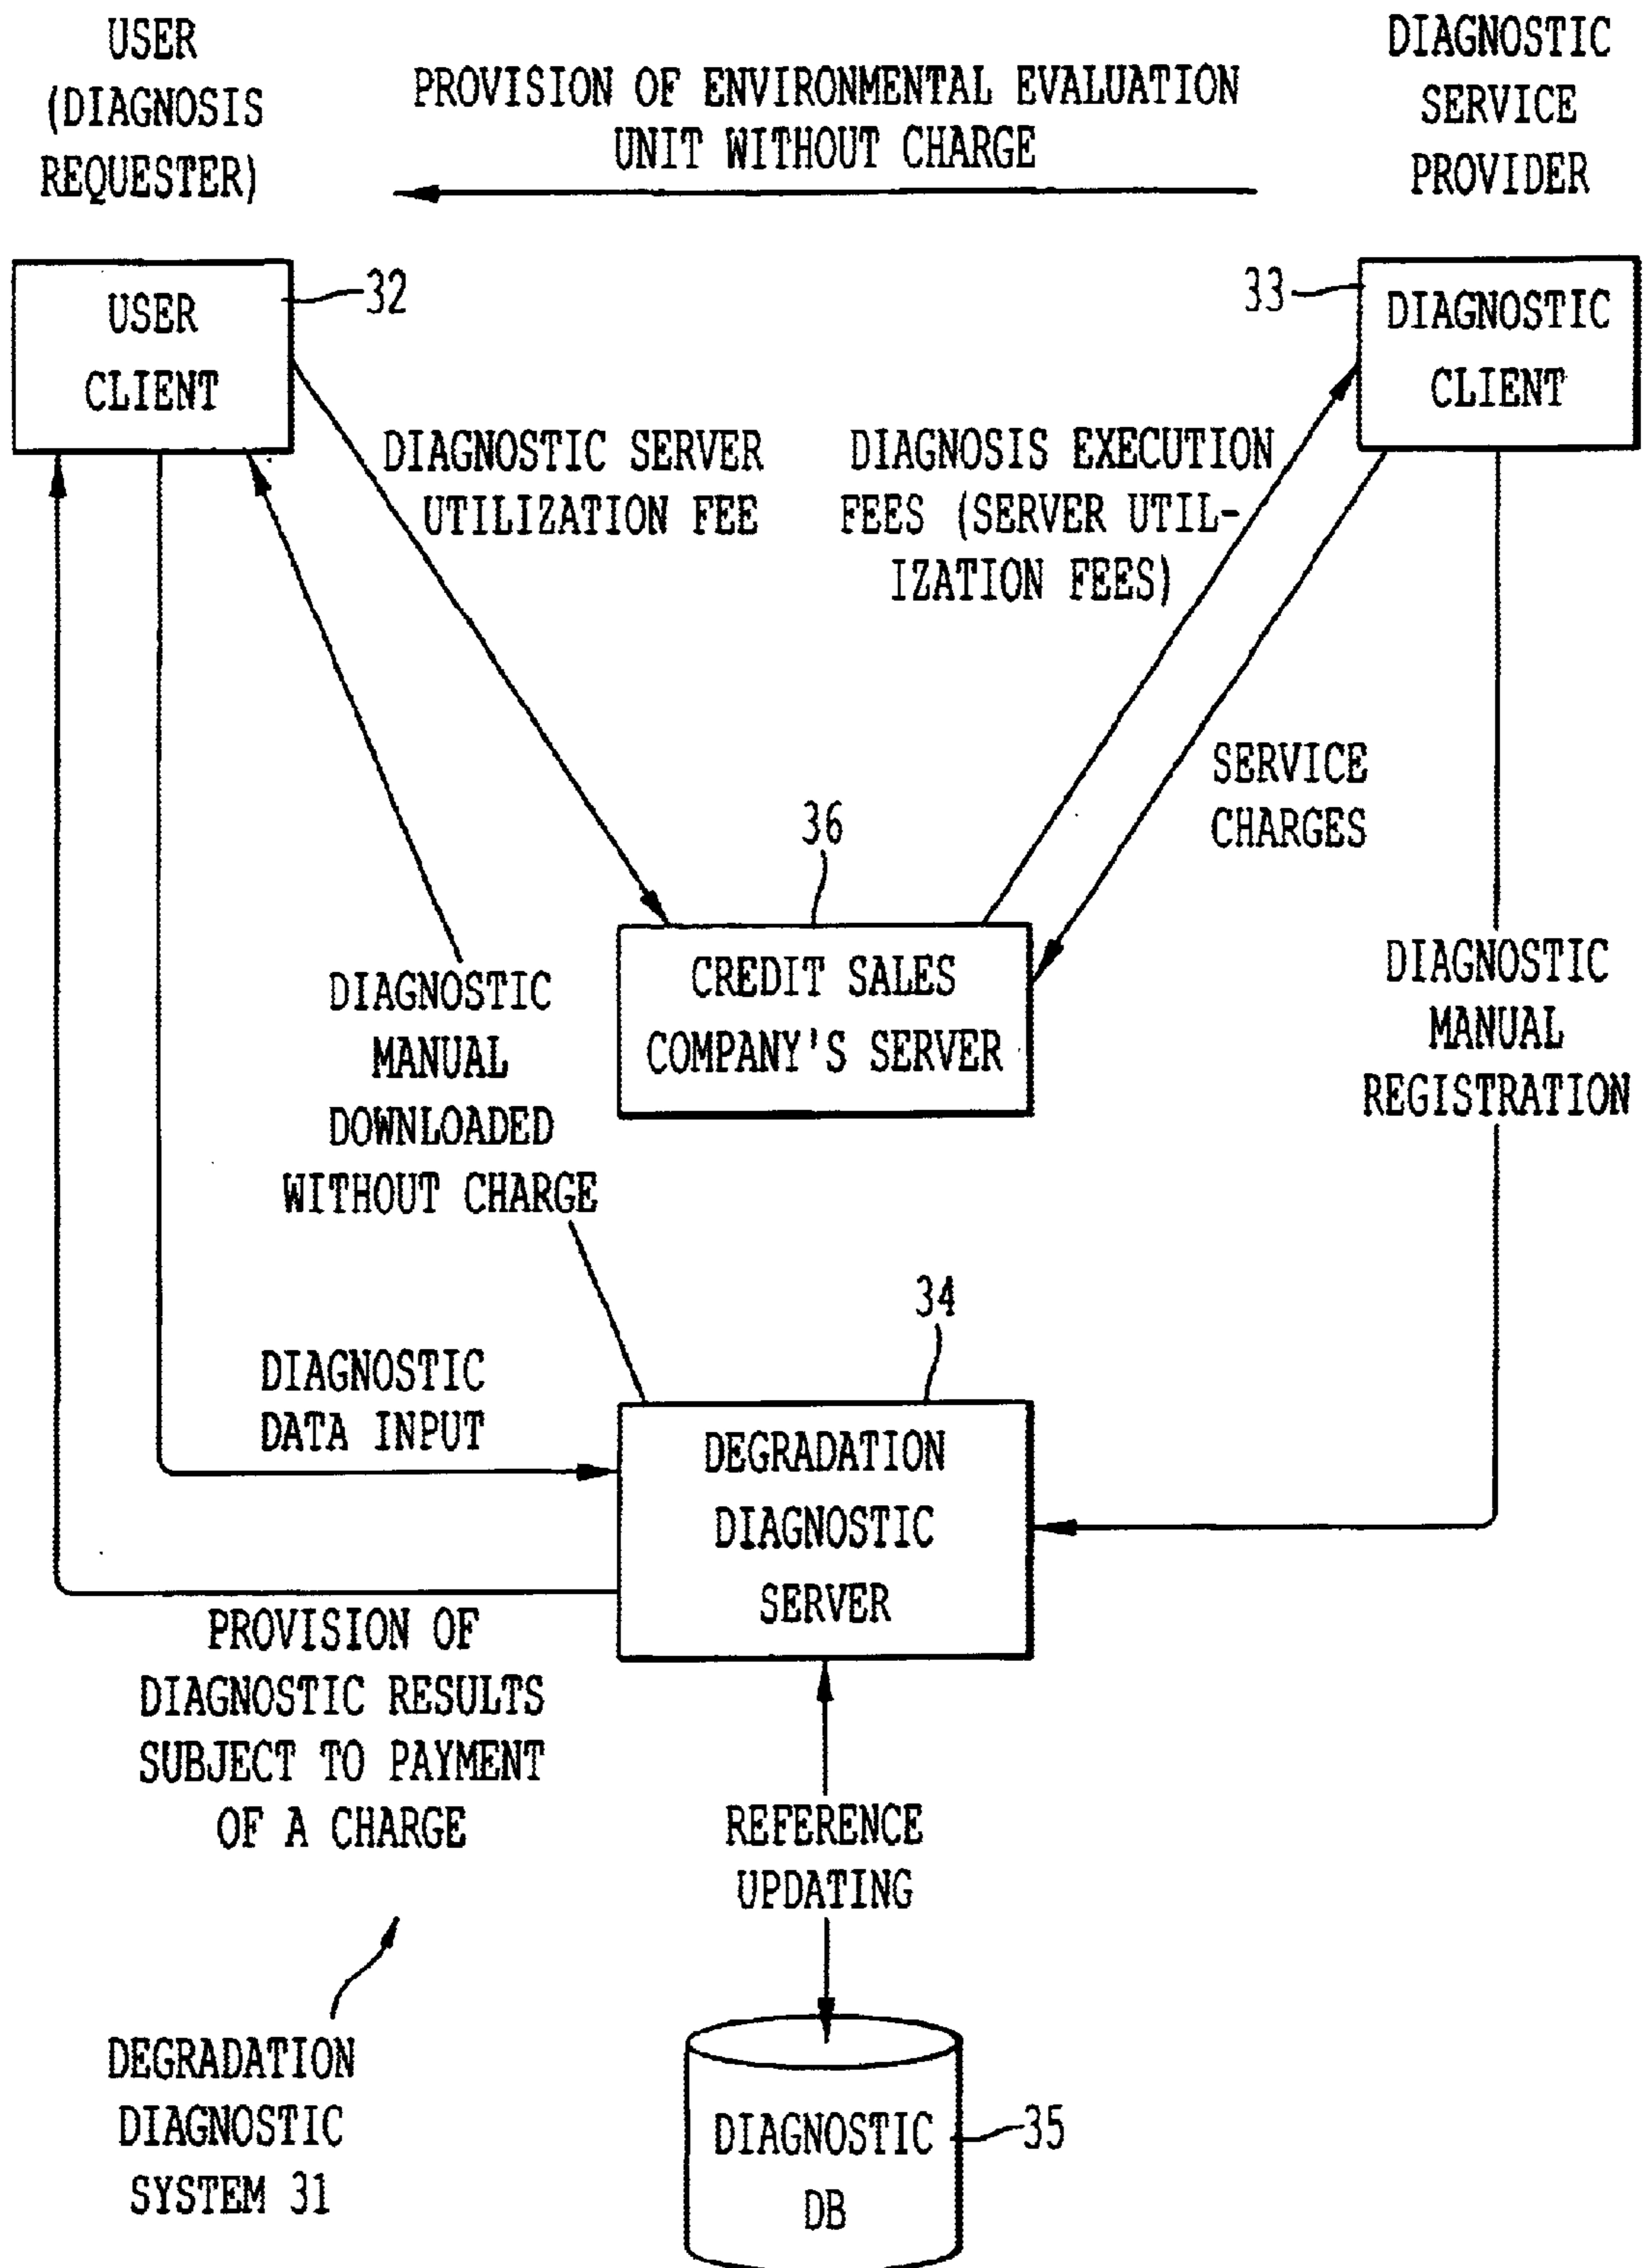 USER
(DIAGNOSIS
REQUESTER)
PROVISION OF ENVIRONMENTAL EVALUATION
UNIT WITHOUT CHARGE
DIAGNOSTIC
SERVICE
PROVIDER
USER
CLIENT
32
33
DIAGNOSTIC
CLIENT
DIAGNOSTIC SERVER
UTILIZATION FEE
DIAGNOSIS EXECUTION
FEES (SERVER UTIL-
IZATION FEES)
SERVICE
CHARGES
36
CREDIT SALES
COMPANY'S SERVER
DIAGNOSTIC
MANUAL
DOWNLOADED
WITHOUT CHARGE
DIAGNOSTIC
MANUAL
REGISTRATION
34
DIAGNOSTIC
DATA INPUT
DEGRADATION
DIAGNOSTIC
SERVER
PROVISION OF
DIAGNOSTIC RESULTS
SUBJECT TO PAYMENT
OF A CHARGE
REFERENCE
UPDATING
DEGRADATION
DIAGNOSTIC
SYSTEM 31
DIAGNOSTIC
DB
35